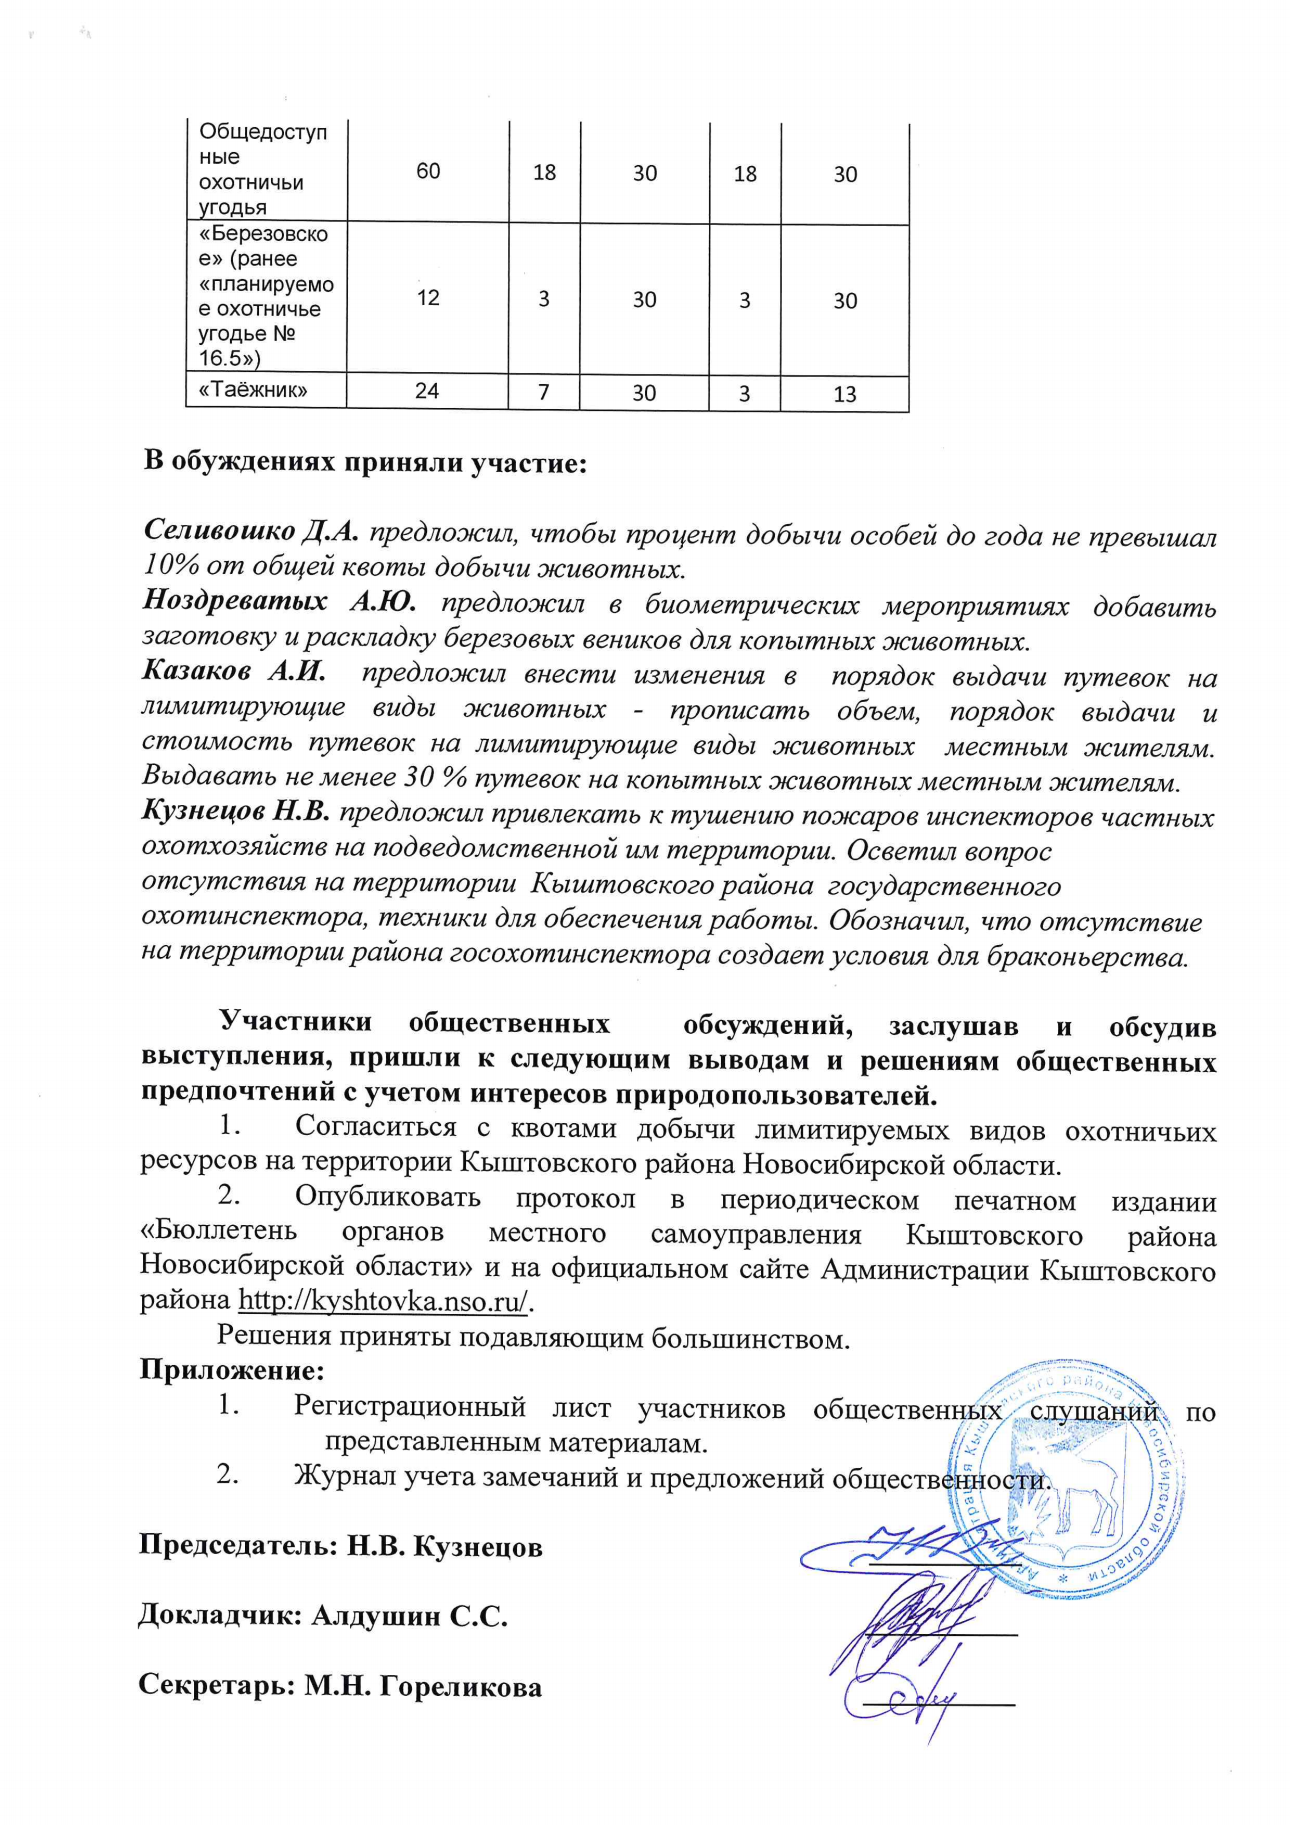 Общедоступ
ные
охотничьи
угодья
60 18 30 18 30
«Березовско
е» (ранее
«планируемо
е охотничье
угодье №
16.5»)
12 3 30 3 30
«Таёжник» 24 7 30 3 13
В обуждениях приняли участие:
Селивошко Д.А. предложил, чтобы процент добычи особей до года не превышал
10% от общей квоты добычи животных.
Ноздреватых А.Ю. предложил в биометрических мероприятиях добавить
заготовку и раскладку березовых веников для копытных животных.
Казаков А.И. предложил внести изменения в порядок выдачи путевок на
лимитирующие виды животных - прописать объем, порядок выдачи и
стоимость путевок на лимитирующие виды животных местным жителям.
Выдавать не менее 30 % путевок на копытных животных местным жителям.
Кузнецов Н.В. предложил привлекать к тушению пожаров инспекторов частных
охотхозяйств на подведомственной им территории. Осветил вопрос
отсутствия на территории Кыштовского района государственного
охотинспектора, техники для обеспечения работы. Обозначил, что отсутствие
на территории района госохотинспектора создает условия для браконьерства.
Участники общественных обсуждений, заслушав и обсудив
выступления, пришли к следующим выводам и решениям общественных
предпочтений с учетом интересов природопользователей.
1. Согласиться с квотами добычи лимитируемых видов охотничьих
ресурсов на территории Кыштовского района Новосибирской области.
2. Опубликовать протокол в периодическом печатном издании
«Бюллетень органов местного самоуправления Кыштовского района
Новосибирской области» и на официальном сайте Администрации Кыштовского
района http://kyshtovka.nso.ru/.
Решения приняты подавляющим большинством.
Приложение:
1. Регистрационный лист участников общественных слушаний по
представленным материалам.
2. Журнал учета замечаний и предложений общественности.
Администрация Кыштовского района Новосибирской области *
Председатель: Н.В. Кузнецов
Докладчик: Алдушин С.С.
Секретарь: М.Н. Гореликова